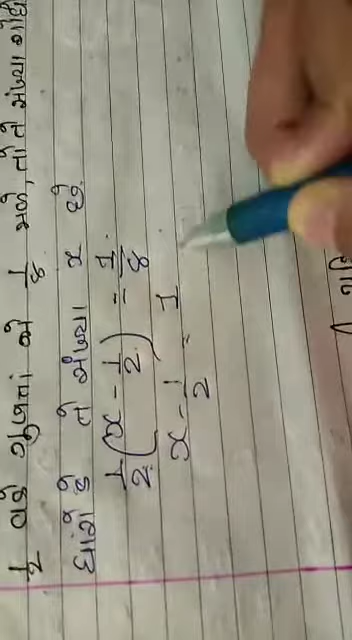 1/2 વડે ગુણતાં જો 1/8 મળે, તો તે સંખ્યા શોધો
ધારો કે તે સંખ્યા x છે
1/2 (x - 1/2) = 1/8
x - 1/2 = 1